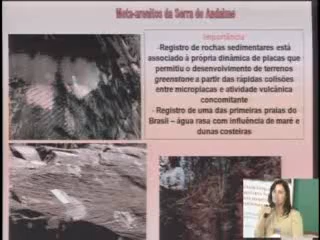 Meta-arenitos da Serra do Andaime
Importância
-Registro de rochas sedimentares está
associado à própria dinâmica de placas que
permitiu o desenvolvimento de terrenos
greenstone a partir das rápidas colisões
entre microplacas e atividade vulcânica
concomitante
- Registro de uma das primeiras praias do
Brasil – água rasa com influência de maré e
dunas costeiras